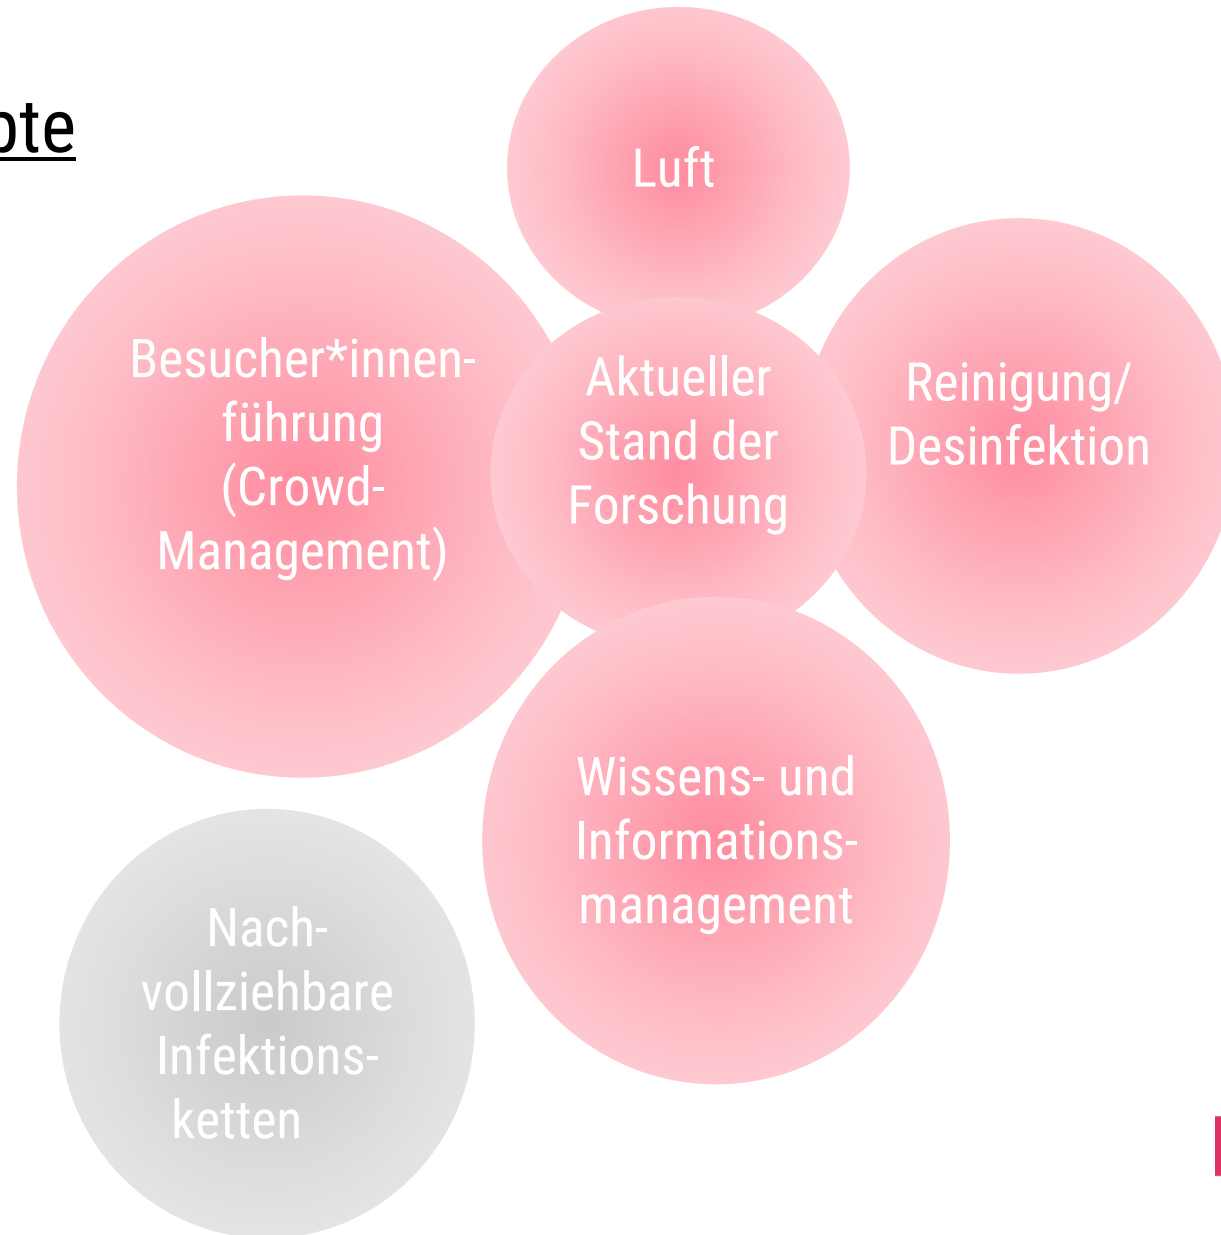 Luft
Besucher*innen-
führung
(Crowd-
Management)
Aktueller
Stand der
Forschung
Reinigung/
Desinfektion
Wissens- und
Informations-
management
Nach-
vollziehbare
Infektions-
ketten